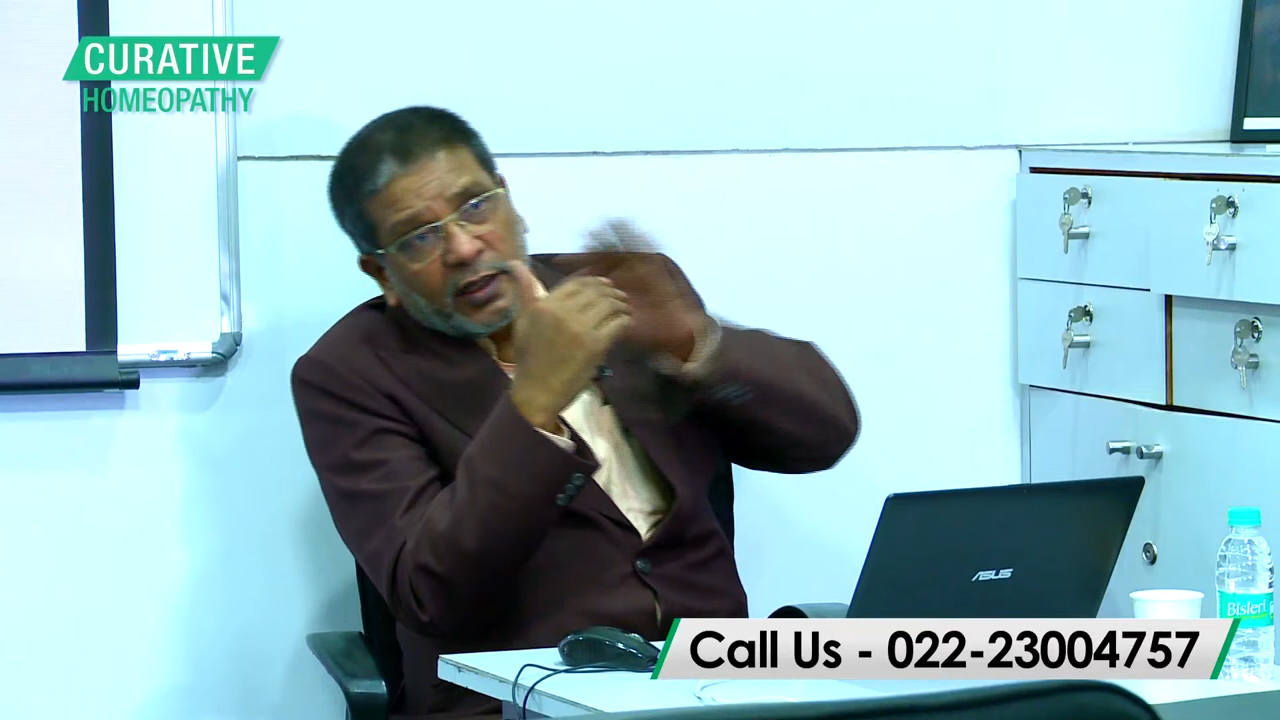 CURATIVE
HOMEOPATHY
ASUS
Bisleri
Call Us - 022-23004757